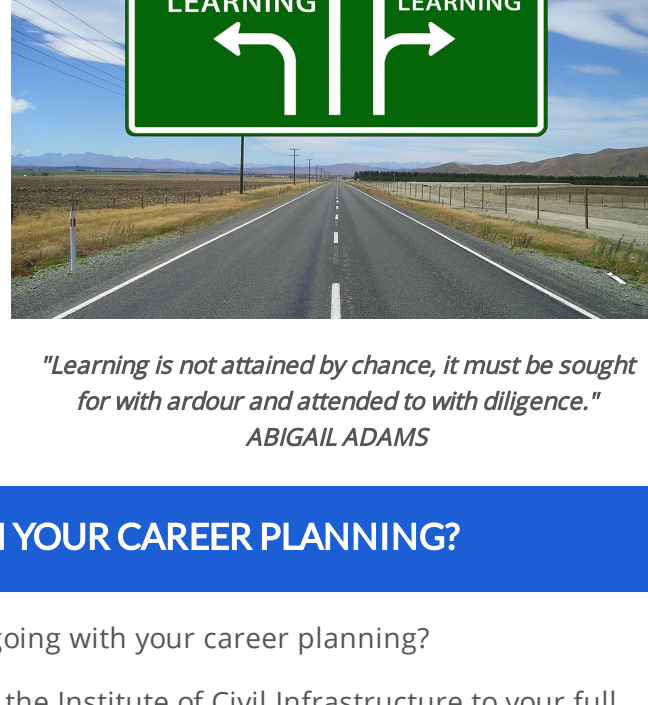 LEARNING LEARNING
"Learning is not attained by chance, it must be sought
for with ardour and attended to with diligence."
ABIGAIL ADAMS
YOUR CAREER PLANNING?
going with your career planning?
the Institute of Civil Infrastructure to your full